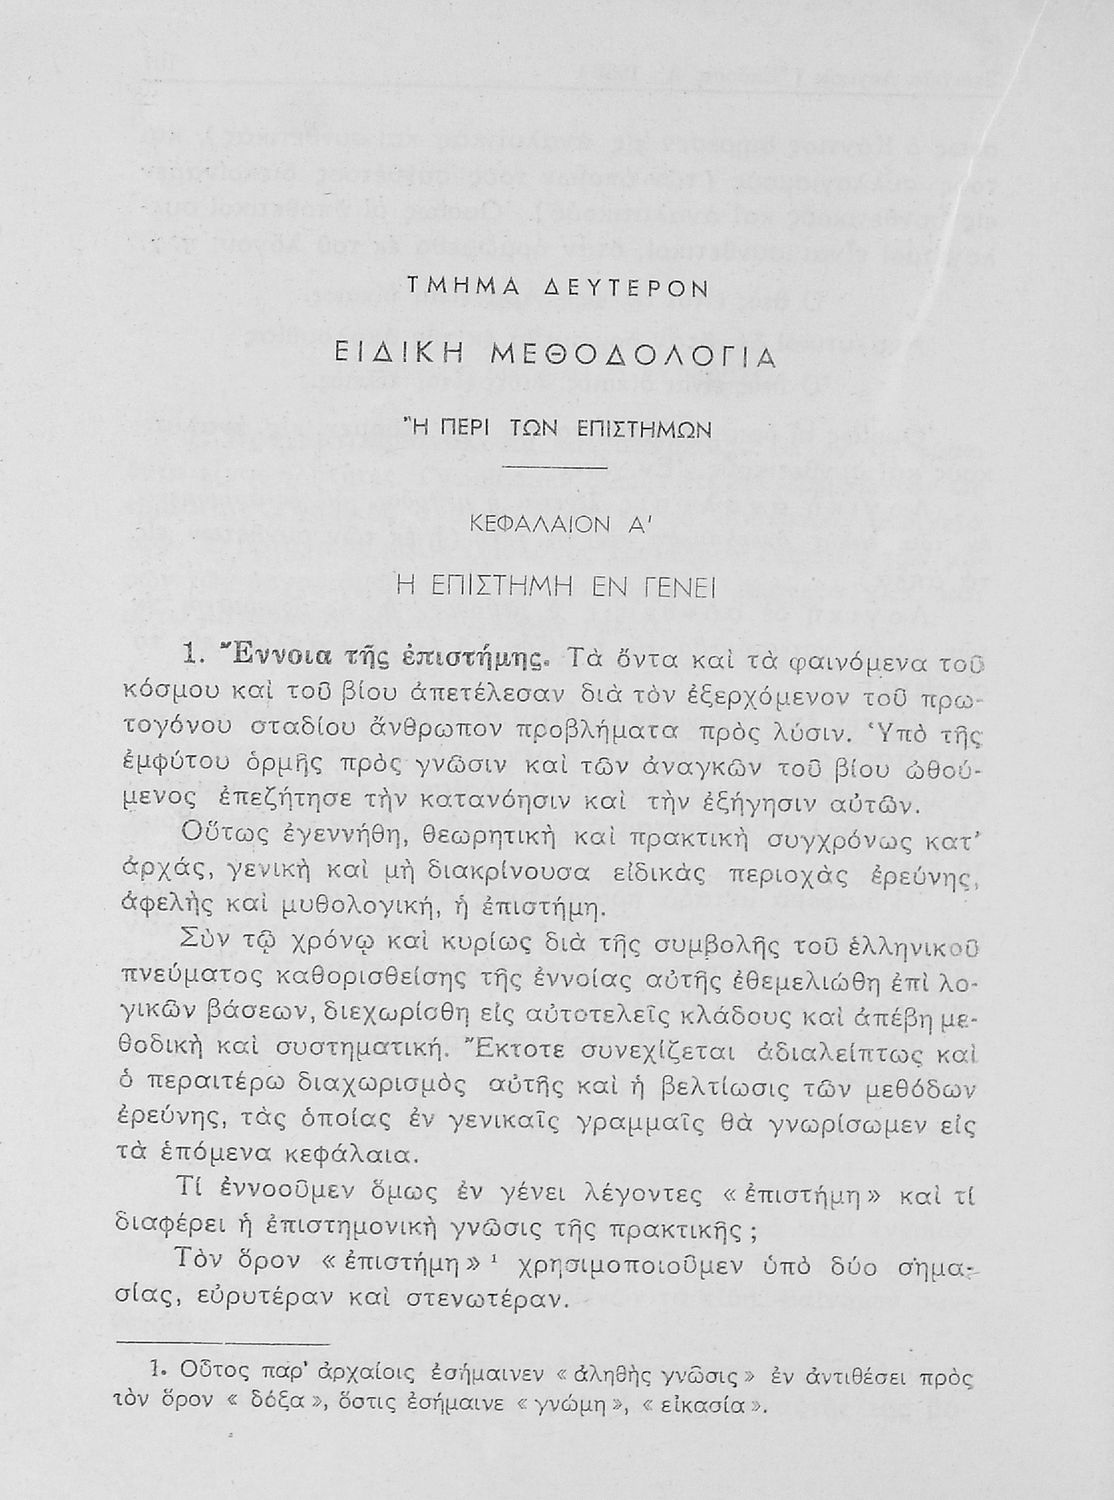 ΤΜΗΜΑ ΔΕΥΤΕΡΟΝ
ΕΙΔΙΚΗ ΜΕΘΟΔΟΛΟΓΙΑ
Ἢ ΠΕΡΙ ΤΩΝ ΕΠΙΣΤΗΜΩΝ
ΚΕΦΑΛΑΙΟΝ Α'
Η ΕΠΙΣΤΗΜΗ ΕΝ ΓΕΝΕΙ
1. Ἔννοια τῆς ἐπιστήμης. Τὰ ὄντα καὶ τὰ φαινόμενα τοῦ
κόσμου καὶ τοῦ βίου ἀπετέλεσαν διὰ τὸν ἐξερχόμενον τοῦ πρω-
τογόνου σταδίου ἄνθρωπον προβλήματα πρὸς λύσιν. Ὑπὸ τῆς
ἐμφύτου ὁρμῆς πρὸς γνῶσιν καὶ τῶν ἀναγκῶν τοῦ βίου ὠθού-
μενος ἐπεζήτησε τὴν κατανόησιν καὶ τὴν ἐξήγησιν αὐτῶν.
Οὕτως ἐγεννήθη, θεωρητικὴ καὶ πρακτικὴ συγχρόνως κατ'
ἀρχάς, γενικὴ καὶ μὴ διακρίνουσα εἰδικὰς περιοχὰς ἐρεύνης,
ἀφελὴς καὶ μυθολογική, ἡ ἐπιστήμη.
Σὺν τῷ χρόνῳ καὶ κυρίως διὰ τῆς συμβολῆς τοῦ ἑλληνικοῦ
πνεύματος καθορισθείσης τῆς ἐννοίας αὐτῆς ἐθεμελιώθη ἐπὶ λο-
γικῶν βάσεων, διεχωρίσθη εἰς αὐτοτελεῖς κλάδους καὶ ἀπέβη με-
θοδικὴ καὶ συστηματική. Ἔκτοτε συνεχίζεται ἀδιαλείπτως καὶ
ὁ περαιτέρω διαχωρισμὸς αὐτῆς καὶ ἡ βελτίωσις τῶν μεθόδων
ἐρεύνης, τὰς ὁποίας ἐν γενικαῖς γραμμαῖς θὰ γνωρίσωμεν εἰς
τὰ ἑπόμενα κεφάλαια.
Τί ἐννοοῦμεν ὅμως ἐν γένει λέγοντες « ἐπιστήμη » καὶ τί
διαφέρει ἡ ἐπιστημονικὴ γνῶσις τῆς πρακτικῆς ;
Τὸν ὅρον « ἐπιστήμη » ¹ χρησιμοποιοῦμεν ὑπὸ δύο σημα-
σίας, εὐρυτέραν καὶ στενωτέραν.
1. Οὗτος παρ' ἀρχαίοις ἐσήμαινεν « ἀληθὴς γνῶσις » ἐν ἀντιθέσει πρὸς
τὸν ὅρον « δόξα », ὅστις ἐσήμαινε « γνώμη », « εἰκασία ».